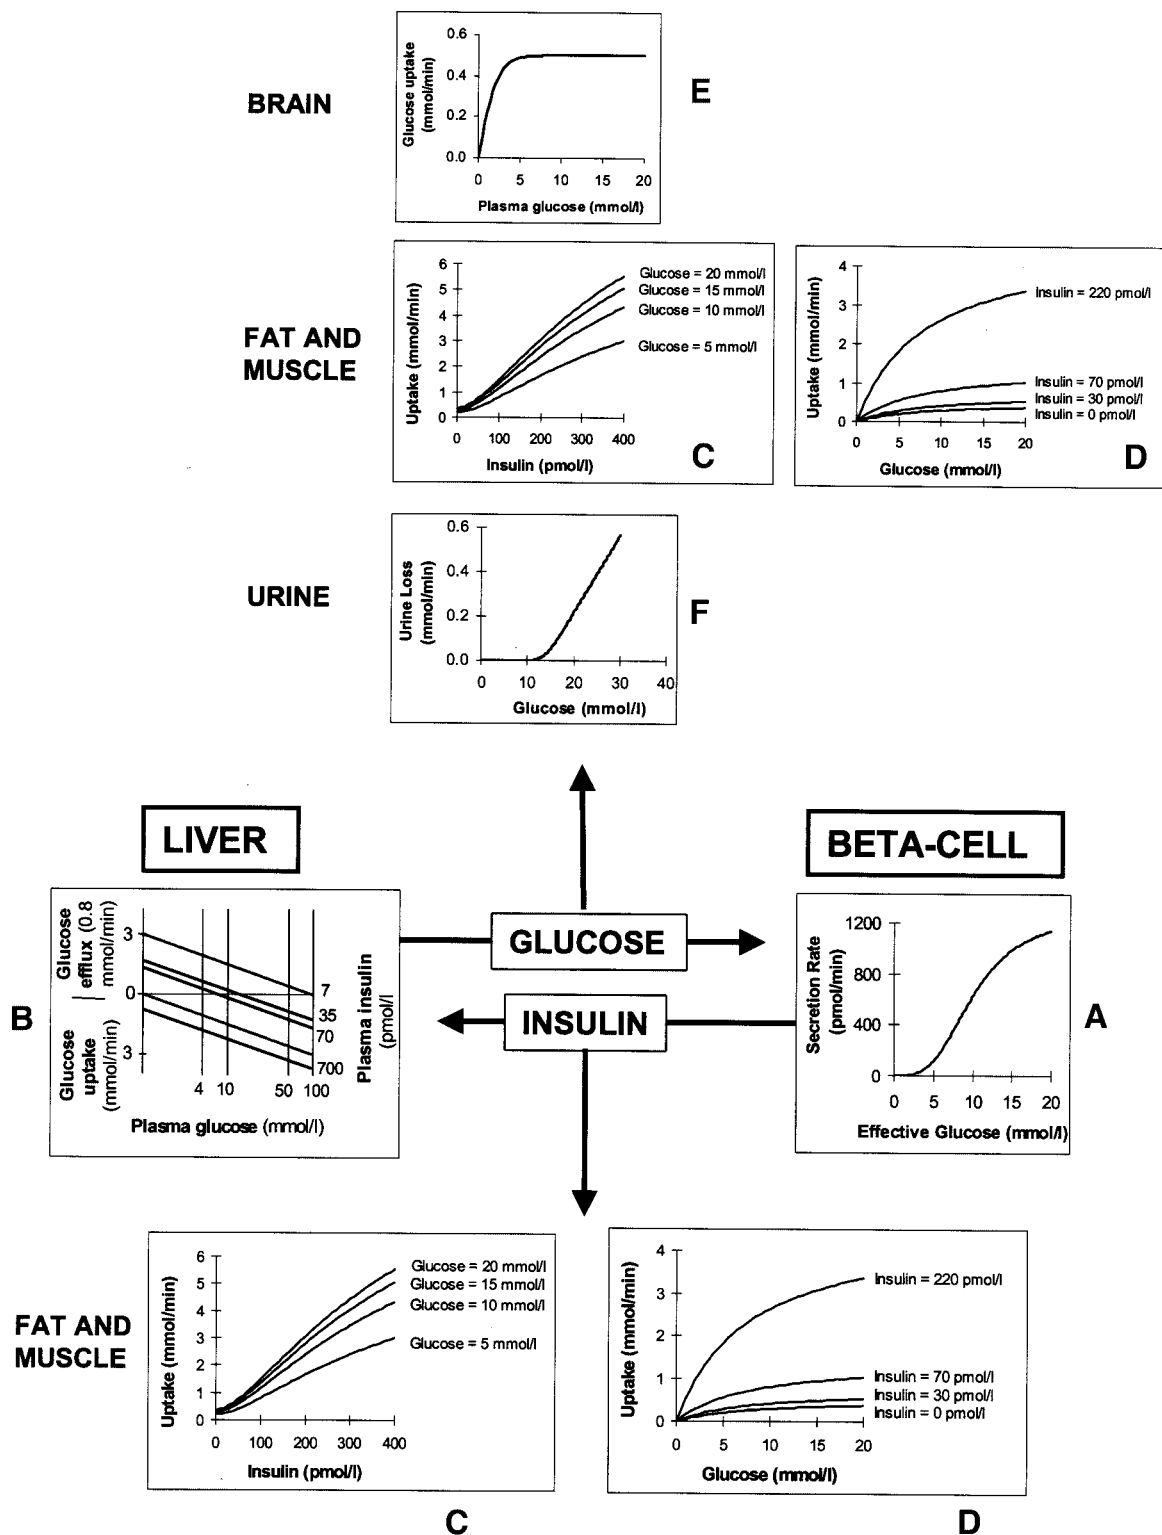 BRAIN
Glucose uptake
(mmol/min)
0.6
0.4
0.2
0.0
0 5 10 15 20
Plasma glucose (mmol/l)
E
FAT AND
MUSCLE
Uptake (mmol/min)
6
5
4
3
2
1
0
0 100 200 300 400
Insulin (pmol/l)
Glucose = 20 mmol/l
Glucose = 15 mmol/l
Glucose = 10 mmol/l
Glucose = 5 mmol/l
C
Uptake (mmol/min)
4
3
2
1
0
0 5 10 15 20
Glucose (mmol/l)
Insulin = 220 pmol/l
Insulin = 70 pmol/l
Insulin = 30 pmol/l
Insulin = 0 pmol/l
D
URINE
Urine Loss
(mmol/min)
0.6
0.4
0.2
0.0
0 10 20 30 40
Glucose (mmol/l)
F
LIVER
BETA-CELL
GLUCOSE
INSULIN
B
Glucose
efflux (0.8
mmol/min)
Glucose
uptake
(mmol/min)
3
0
3
4 10 50 100
Plasma glucose (mmol/l)
7
35
70
700
Plasma insulin
(pmol/l
A
Secretion Rate
(pmol/min)
1200
800
400
0
0 5 10 15 20
Effective Glucose (mmol/l)
FAT AND
MUSCLE
Uptake (mmol/min)
6
5
4
3
2
1
0
0 100 200 300 400
Insulin (pmol/l)
Glucose = 20 mmol/l
Glucose = 15 mmol/l
Glucose = 10 mmol/l
Glucose = 5 mmol/l
C
Uptake (mmol/min)
4
3
2
1
0
0 5 10 15 20
Glucose (mmol/l)
Insulin = 220 pmol/l
Insulin = 70 pmol/l
Insulin = 30 pmol/l
Insulin = 0 pmol/l
D